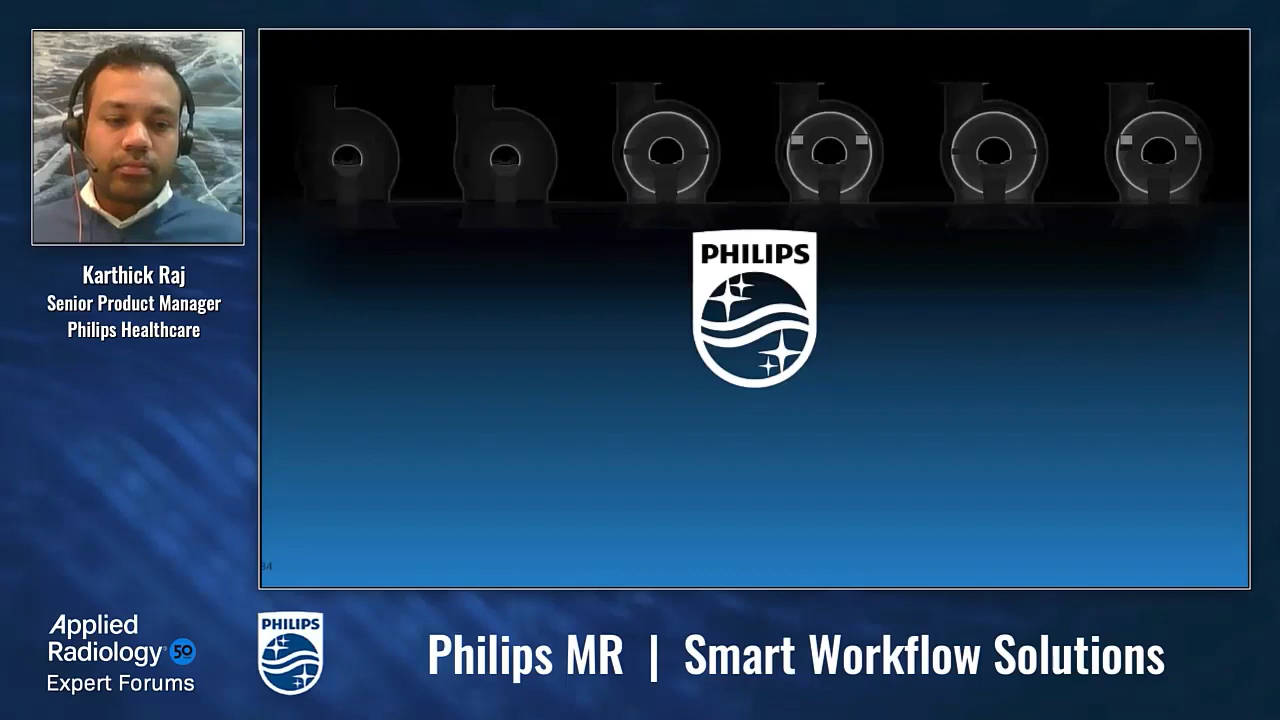 Karthick Raj
Senior Product Manager
Philips Healthcare
PHILIPS
34
Applied
Radiology 50
Expert Forums
PHILIPS
Philips MR | Smart Workflow Solutions